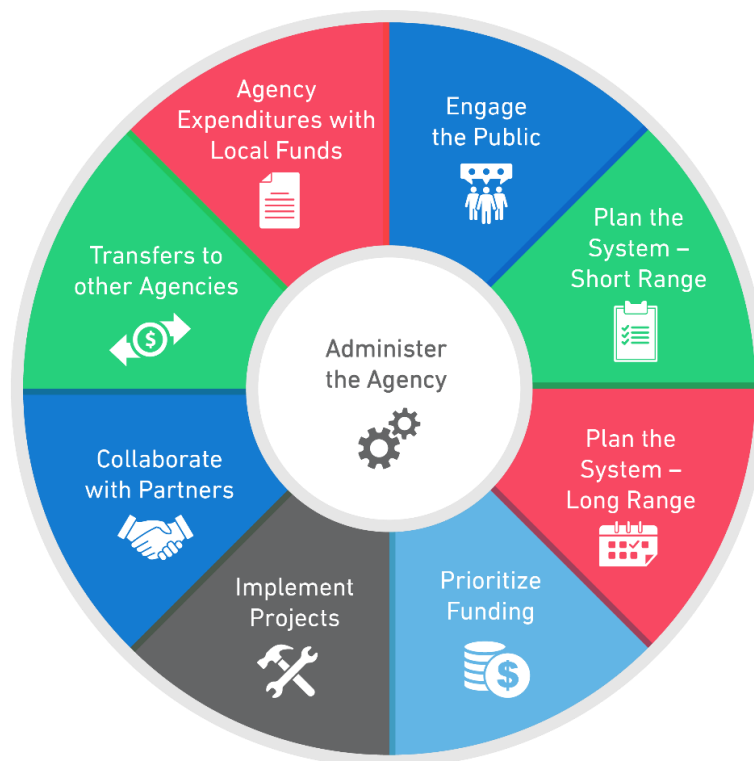 Engage
the Public
Plan the
System –
Short Range
Plan the
System –
Long Range
Prioritize
Funding
$
Implement
Projects
Collaborate
with Partners
Transfers to
other Agencies
$
Agency
Expenditures with
Local Funds
Administer
the Agency